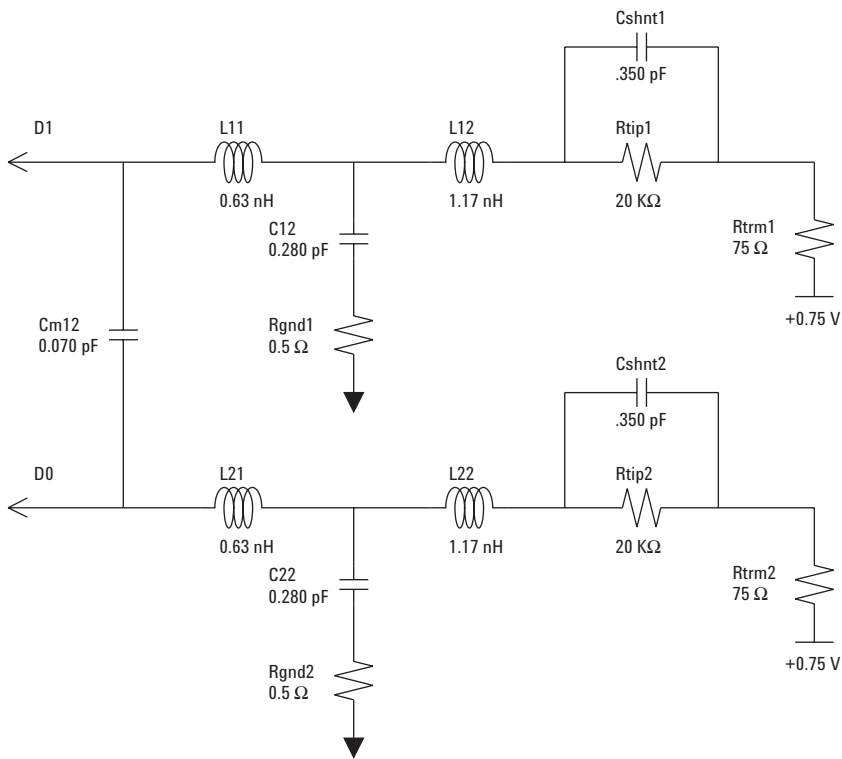 Cshnt1
.350 pF
D1
L11
L12
Rtip1
0.63 nH
1.17 nH
20 KΩ
C12
0.280 pF
Rtrm1
75 Ω
Cm12
0.070 pF
Rgnd1
0.5 Ω
+0.75 V
Cshnt2
.350 pF
D0
L21
L22
Rtip2
0.63 nH
1.17 nH
20 KΩ
C22
0.280 pF
Rtrm2
75 Ω
Rgnd2
0.5 Ω
+0.75 V